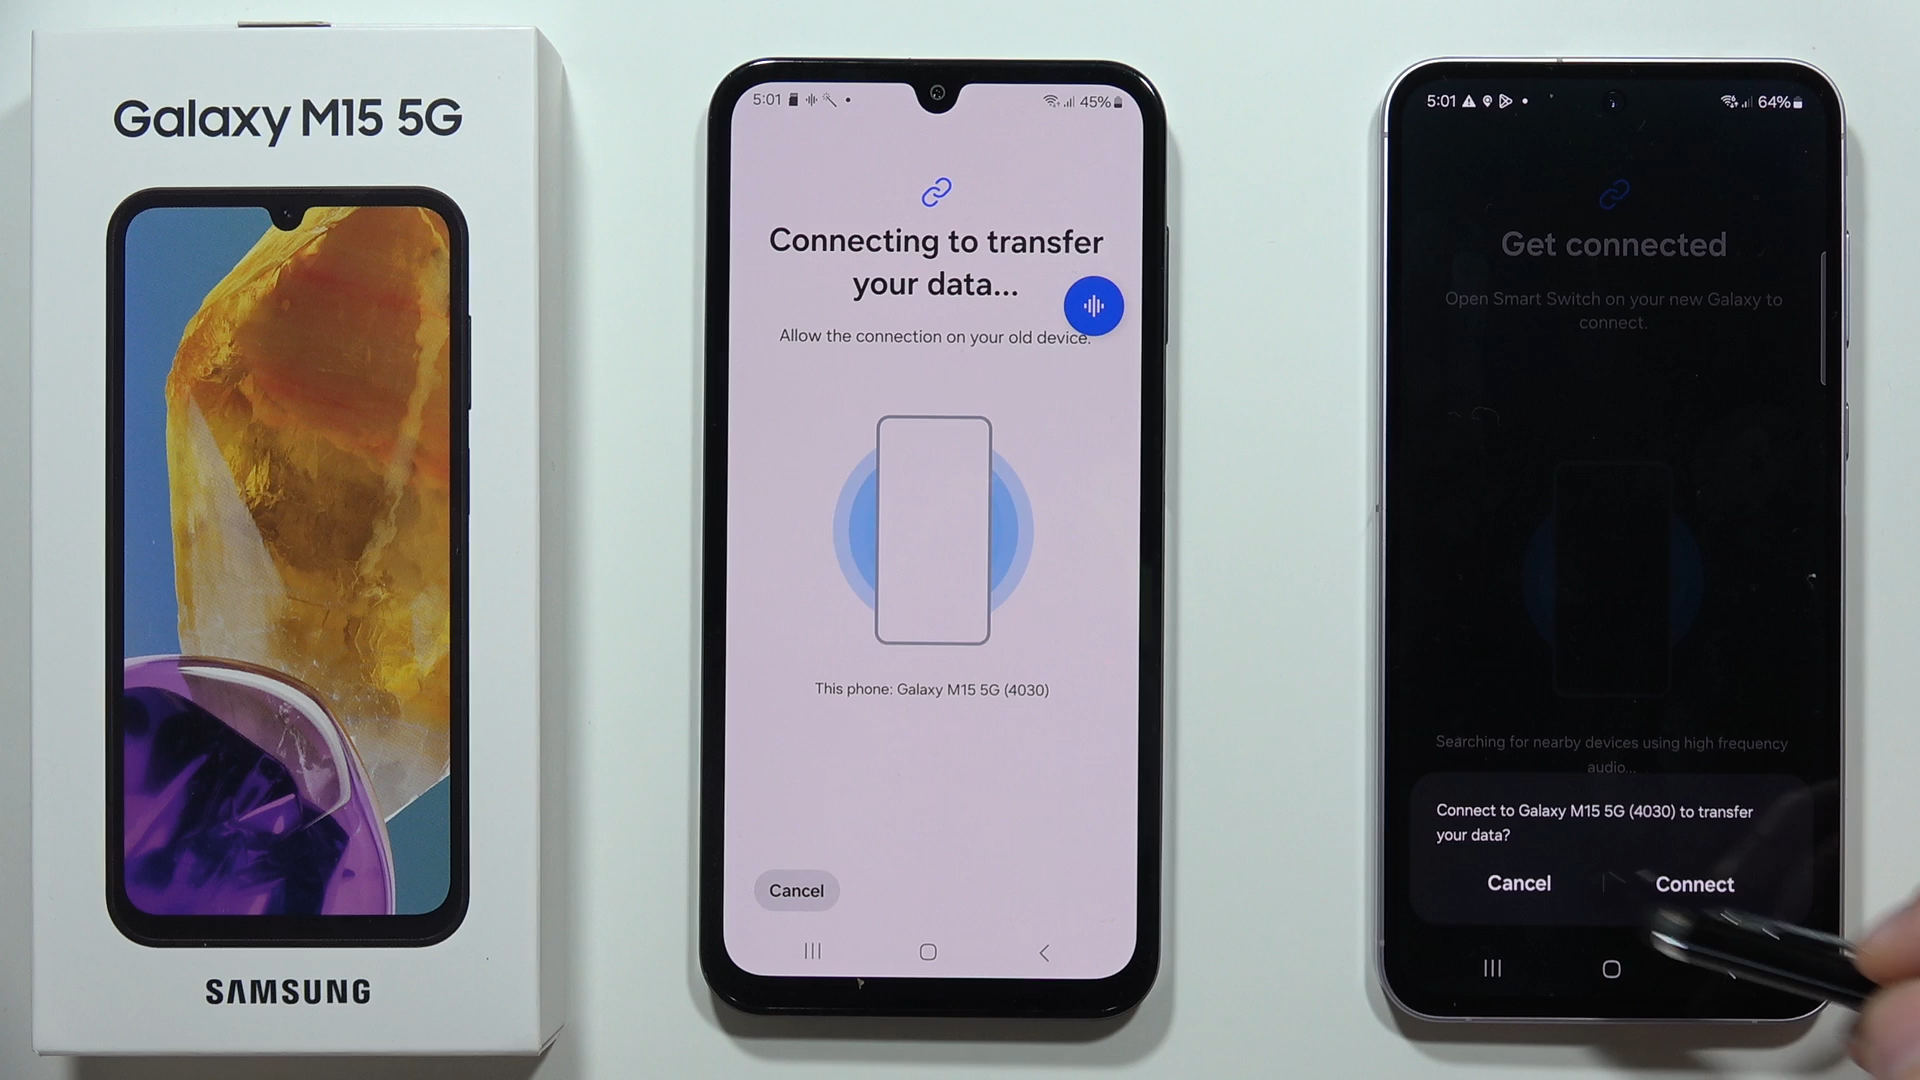 Galaxy M15 5G
SAMSUNG
5:01
45%
Connecting to transfer
your data...
Allow the connection on your old device.
This phone: Galaxy M15 5G (4030)
Cancel
5:01
64%
Get connected
Open Smart Switch on your new Galaxy to
connect.
Searching for nearby devices using high frequency
audio...
Connect to Galaxy M15 5G (4030) to transfer
your data?
Cancel
Connect